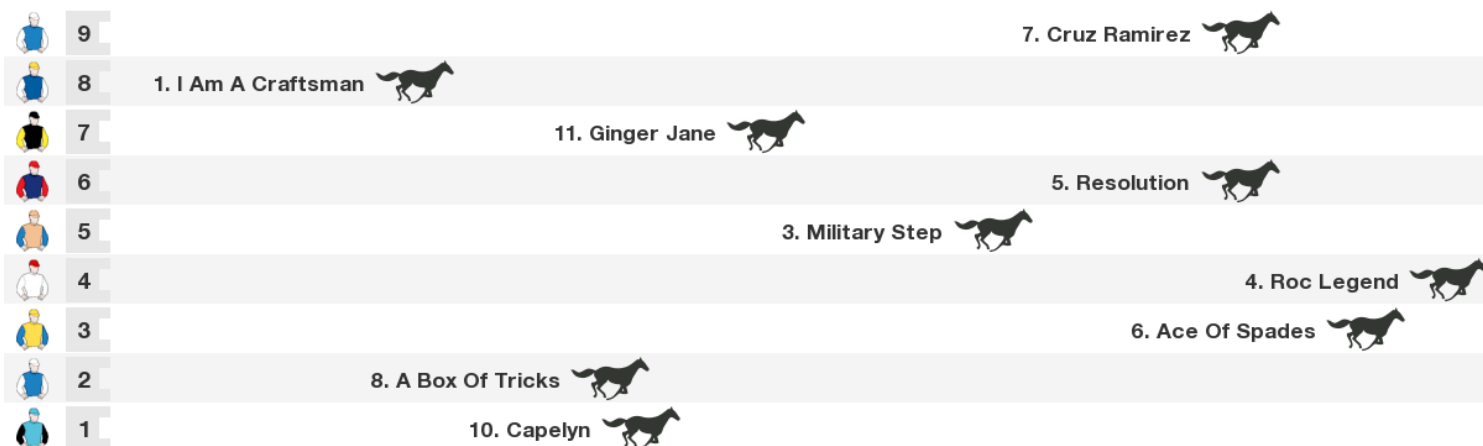 9 7. Cruz Ramirez
8 1. I Am A Craftsman
7 11. Ginger Jane
6 5. Resolution
5 3. Military Step
4 4. Roc Legend
3 6. Ace Of Spades
2 8. A Box Of Tricks
1 10. Capelyn